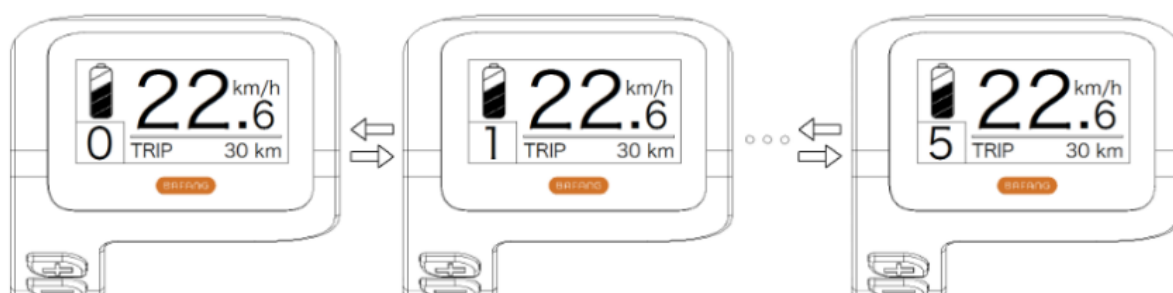 22.6 km/h
0 TRIP 30 km
BAFANG
22.6 km/h
1 TRIP 30 km
BAFANG
22.6 km/h
5 TRIP 30 km
BAFANG